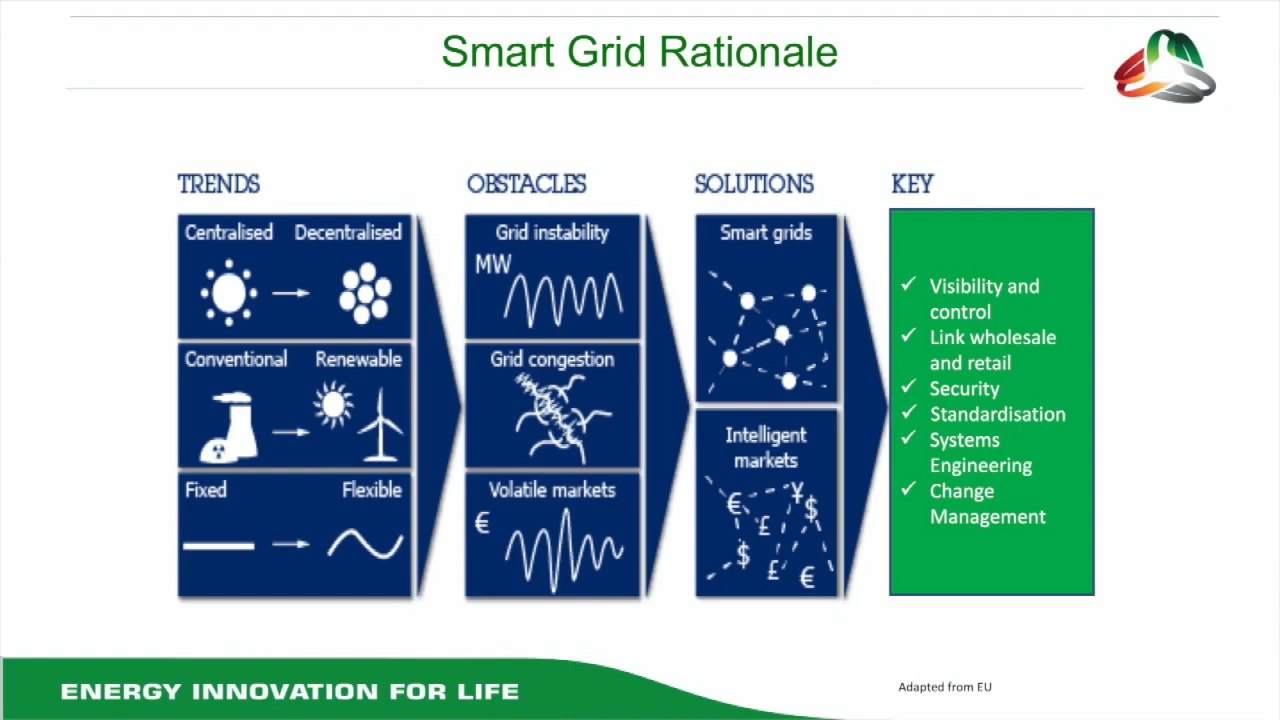 Smart Grid Rationale
TRENDS
Centralised Decentralised
Conventional Renewable
Fixed Flexible
OBSTACLES
Grid instability
MW
Grid congestion
Volatile markets
€
SOLUTIONS
Smart grids
Intelligent
markets
€ ¥ $
£
$ £ €
KEY
✓ Visibility and
control
✓ Link wholesale
and retail
✓ Security
✓ Standardisation
✓ Systems
Engineering
✓ Change
Management
ENERGY INNOVATION FOR LIFE
Adapted from EU